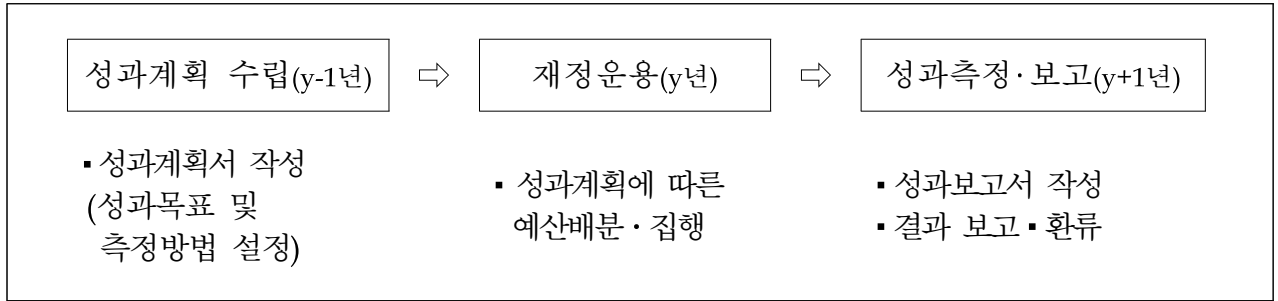 성과계획 수립(y-1년) ⇨ 재정운용(y년) ⇨ 성과측정·보고(y+1년)
▪성과계획서 작성
(성과목표 및
측정방법 설정)
▪ 성과계획에 따른
예산배분·집행
▪성과보고서 작성
▪결과 보고▪환류